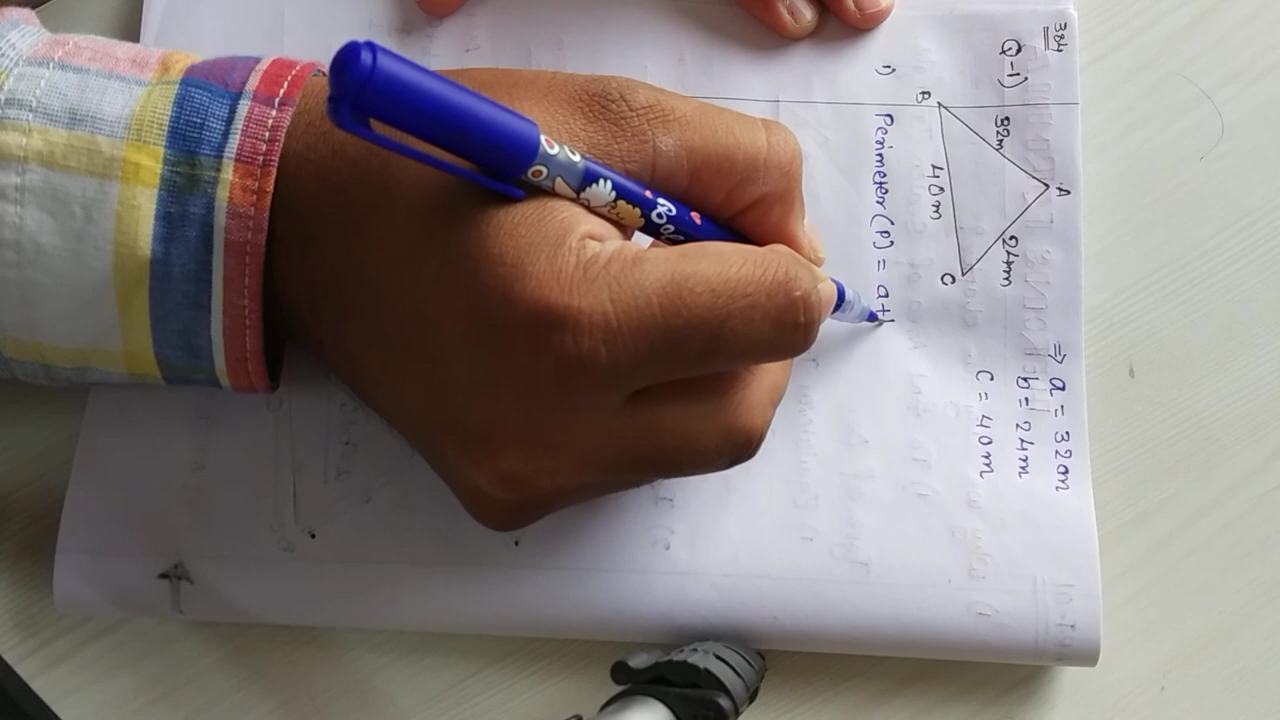 384
Q-1)
A
32m
24m
B
40m
C
⇒ a = 32m
b = 24m
c = 40m
1) Perimeter (P) = a+